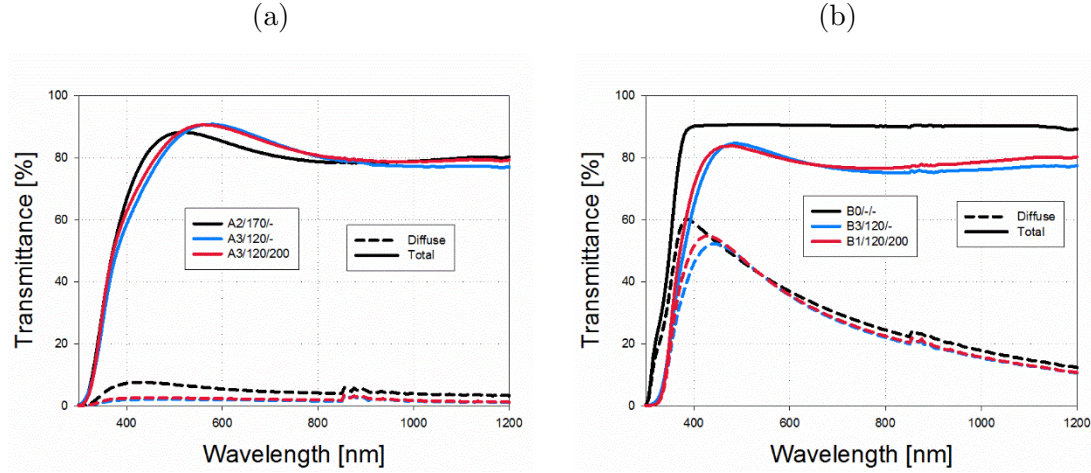 (a)
(b)
100
80
60
40
20
0
Transmittance [%]
A2/170/-
A3/120/-
A3/120/200
Diffuse
Total
400
600
800
1000
1200
Wavelength [nm]
100
80
60
40
20
0
Transmittance [%]
B0/-/-
B3/120/-
B1/120/200
Diffuse
Total
400
600
800
1000
1200
Wavelength [nm]